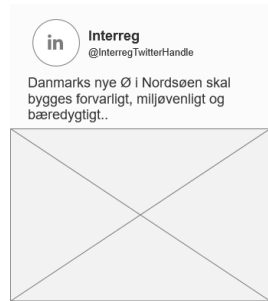 in
Interreg
@InterregTwitterHandle
Danmarks nye Ø i Nordsøen skal
bygges forvarligt, miljøvenligt og
bæredygtigt..